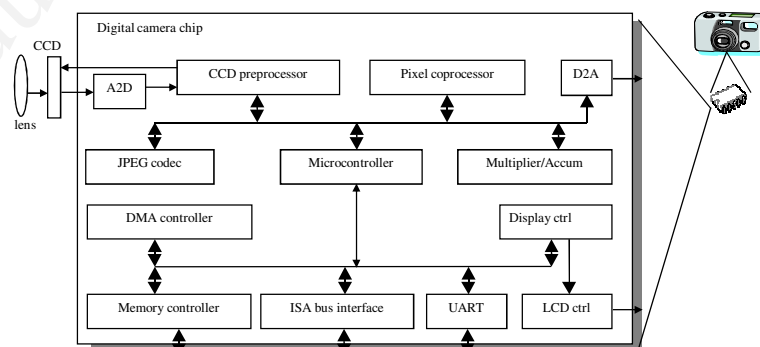 Digital camera chip
CCD
CCD preprocessor
Pixel coprocessor
D2A
A2D
lens
JPEG codec
Microcontroller
Multiplier/Accum
DMA controller
Display ctrl
Memory controller
ISA bus interface
UART
LCD ctrl